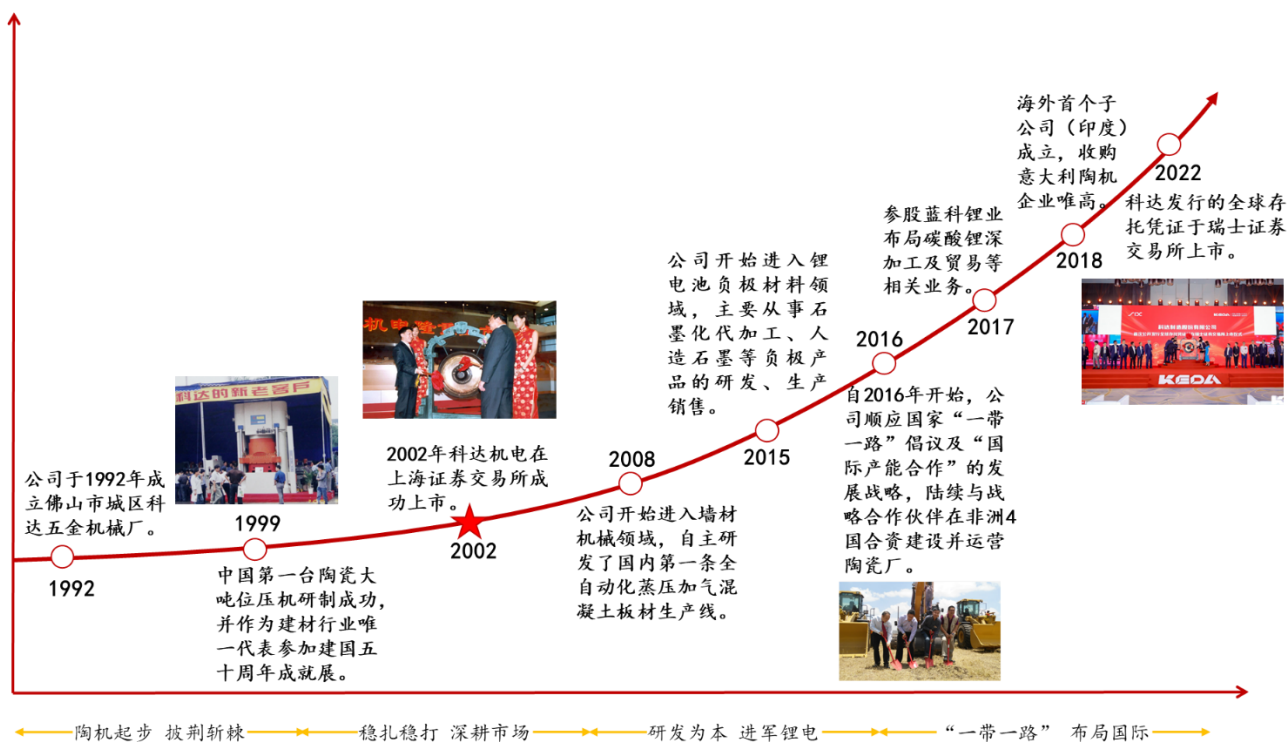 公司于1992年成
立佛山市城区科
达五金机械厂。
1992
科达的新老客户
1999
中国第一台陶瓷大
吨位压机研制成功,
并作为建材行业唯
一代表参加建国五
十周年成就展。
2002年科达机电在
上海证券交易所成
功上市。
2002
2008
公司开始进入墙材
机械领域，自主研
发了国内第一条全
自动化蒸压加气混
凝土板材生产线。
公司开始进入锂
电池负极材料领
域，主要从事石
墨化代加工、人
造石墨等负极产
品的研发、生产
销售。
2015
2016
自2016年开始，公
司顺应国家“一带
一路”倡议及“国
际产能合作”的发
展战略，陆续与战
略合作伙伴在非洲4
国合资建设并运营
陶瓷厂。
参股蓝科锂业
布局碳酸锂深
加工及贸易等
相关业务。
2017
海外首个子
公司（印度）
成立，收购
意大利陶机
企业唯高。
2018
2022
科达发行的全球存
托凭证于瑞士证券
交易所上市。
KEDA
陶机起步 披荆斩棘
稳扎稳打 深耕市场
研发为本 进军锂电
“一带一路” 布局国际